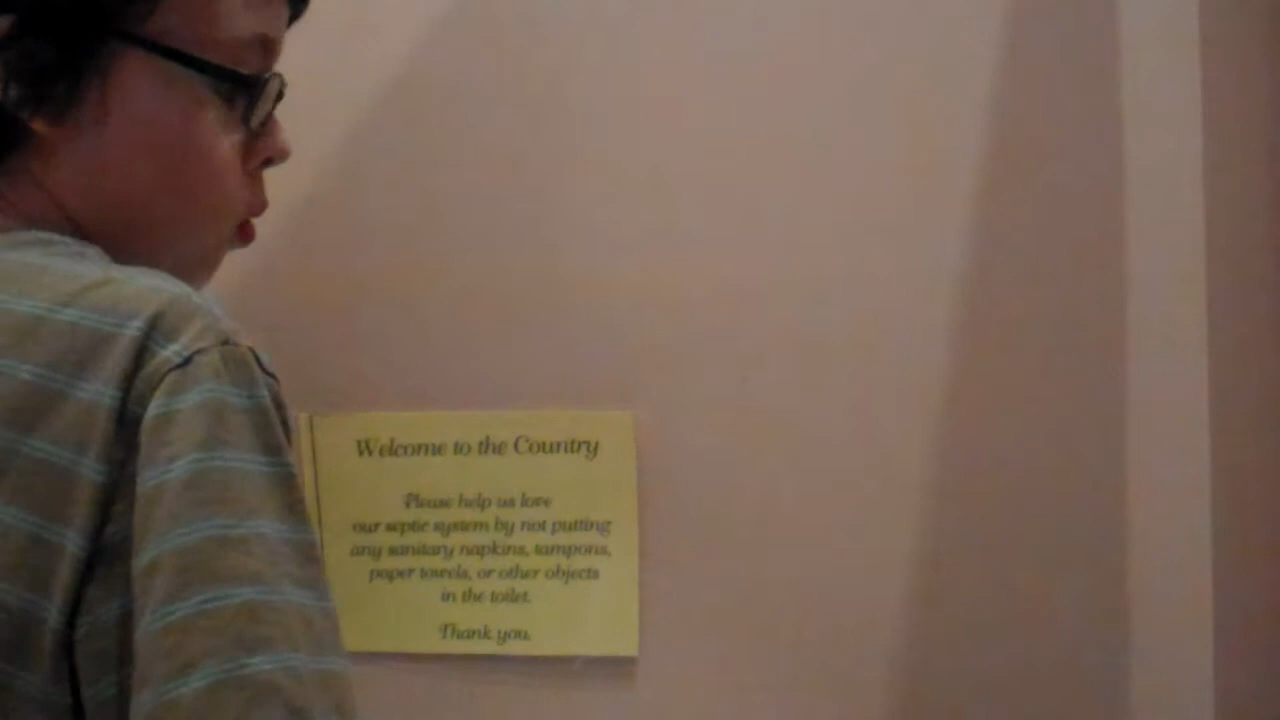 Welcome to the Country
Please help us love
our septic system by not putting
any sanitary napkins, tampons,
paper towels, or other objects
in the toilet.
Thank you.